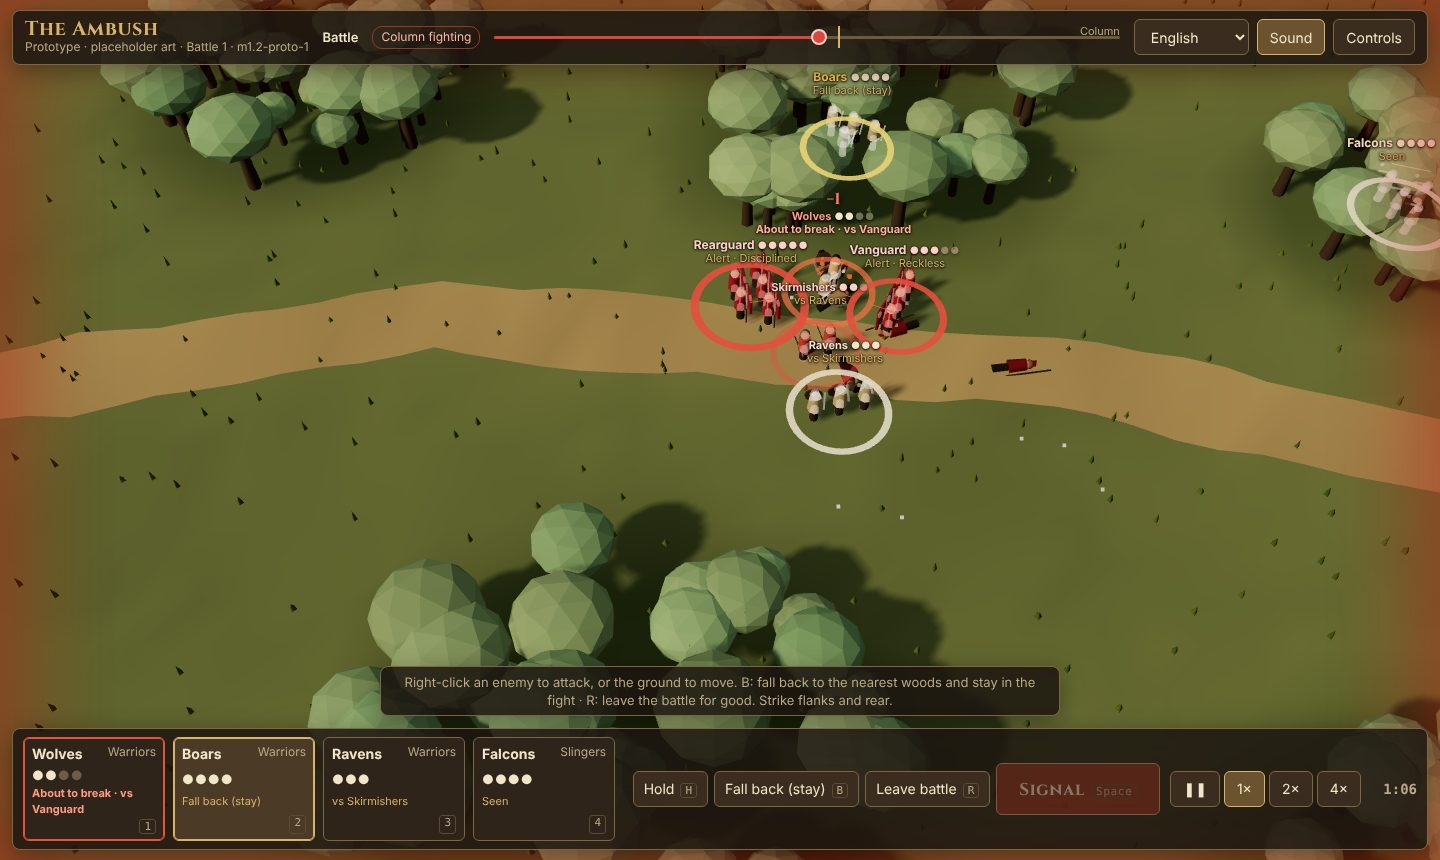 The Ambush
Prototype · placeholder art · Battle 1 · m1.2-proto-1
Battle
Column fighting
Column
English
Sound
Controls
Boars
Fall back (stay)
Falcons
Seen
-1
Wolves
About to break · vs Vanguard
Rearguard
Alert · Disciplined
Vanguard
Alert · Reckless
Skirmishers
vs Ravens
Ravens
vs Skirmishers
Right-click an enemy to attack, or the ground to move. B: fall back to the nearest woods and stay in the
fight · R: leave the battle for good. Strike flanks and rear.
Wolves Warriors
About to break · vs
Vanguard
1
Boars Warriors
Fall back (stay)
2
Ravens Warriors
vs Skirmishers
3
Falcons Slingers
Seen
4
Hold H
Fall back (stay) B
Leave battle R
Signal Space
1×
2×
4×
1:06